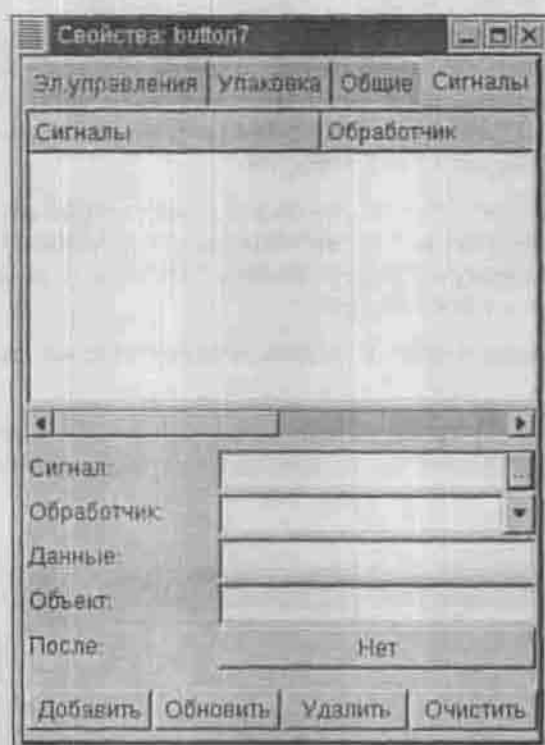 Свойства: button7
Эл.управления Упаковка Общие Сигналы
Сигналы Обработчик
Сигнал: ...
Обработчик:
Данные:
Объект:
После: Нет
Добавить Обновить Удалить Очистить